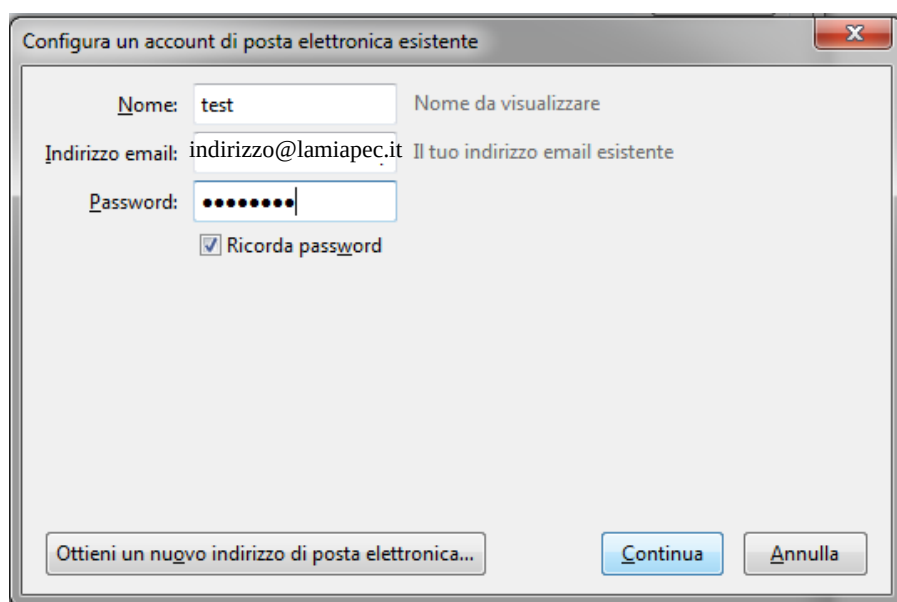 Configura un account di posta elettronica esistente
Nome: test Nome da visualizzare
Indirizzo email: indirizzo@lamiapec.it Il tuo indirizzo email esistente
Password: ●●●●●●●●
Ricorda password
Ottieni un nuovo indirizzo di posta elettronica... Continua Annulla